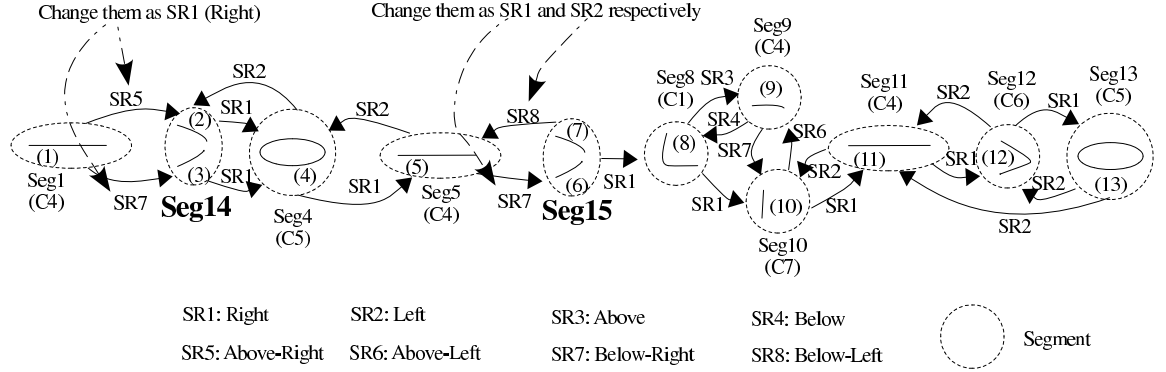 Change them as SR1 (Right)
Change them as SR1 and SR2 respectively
Seg9
(C4)
Seg8
(C1)
SR3
Seg11
(C4)
Seg12
(C6)
Seg13
(C5)
SR5
SR2
SR1
SR2
SR8
(9)
SR4
SR6
SR2
SR1
(2)
(7)
(1)
(3)
(4)
(5)
(6)
(8)
SR7
SR2
(11)
SR1
(12)
SR2
(13)
Seg1
(C4)
SR7
SR1
Seg14
Seg4
(C5)
SR1
Seg5
(C4)
SR7
Seg15
SR1
SR1
(10)
SR1
Seg10
(C7)
SR2
SR1: Right
SR2: Left
SR3: Above
SR4: Below
SR5: Above-Right
SR6: Above-Left
SR7: Below-Right
SR8: Below-Left
Segment